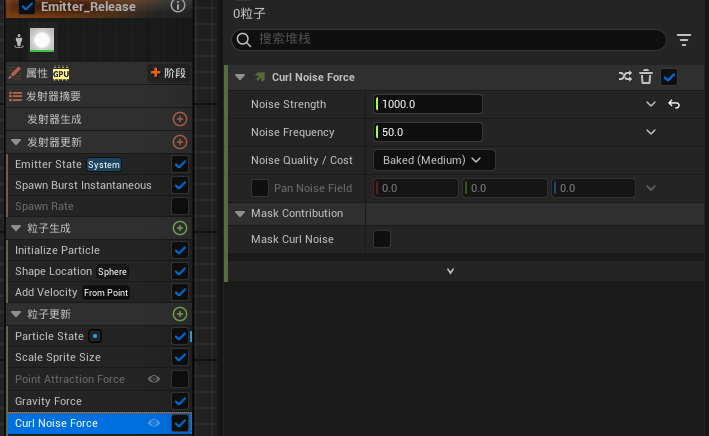 Emitter_Release
属性 GPU 阶段
发射器摘要
发射器生成
发射器更新
Emitter State System
Spawn Burst Instantaneous
Spawn Rate
粒子生成
Initialize Particle
Shape Location Sphere
Add Velocity From Point
粒子更新
Particle State
Scale Sprite Size
Point Attraction Force
Gravity Force
Curl Noise Force
0粒子
搜索堆栈
Curl Noise Force
Noise Strength 1000.0
Noise Frequency 50.0
Noise Quality / Cost Baked (Medium)
Pan Noise Field 0.0 0.0 0.0
Mask Contribution
Mask Curl Noise